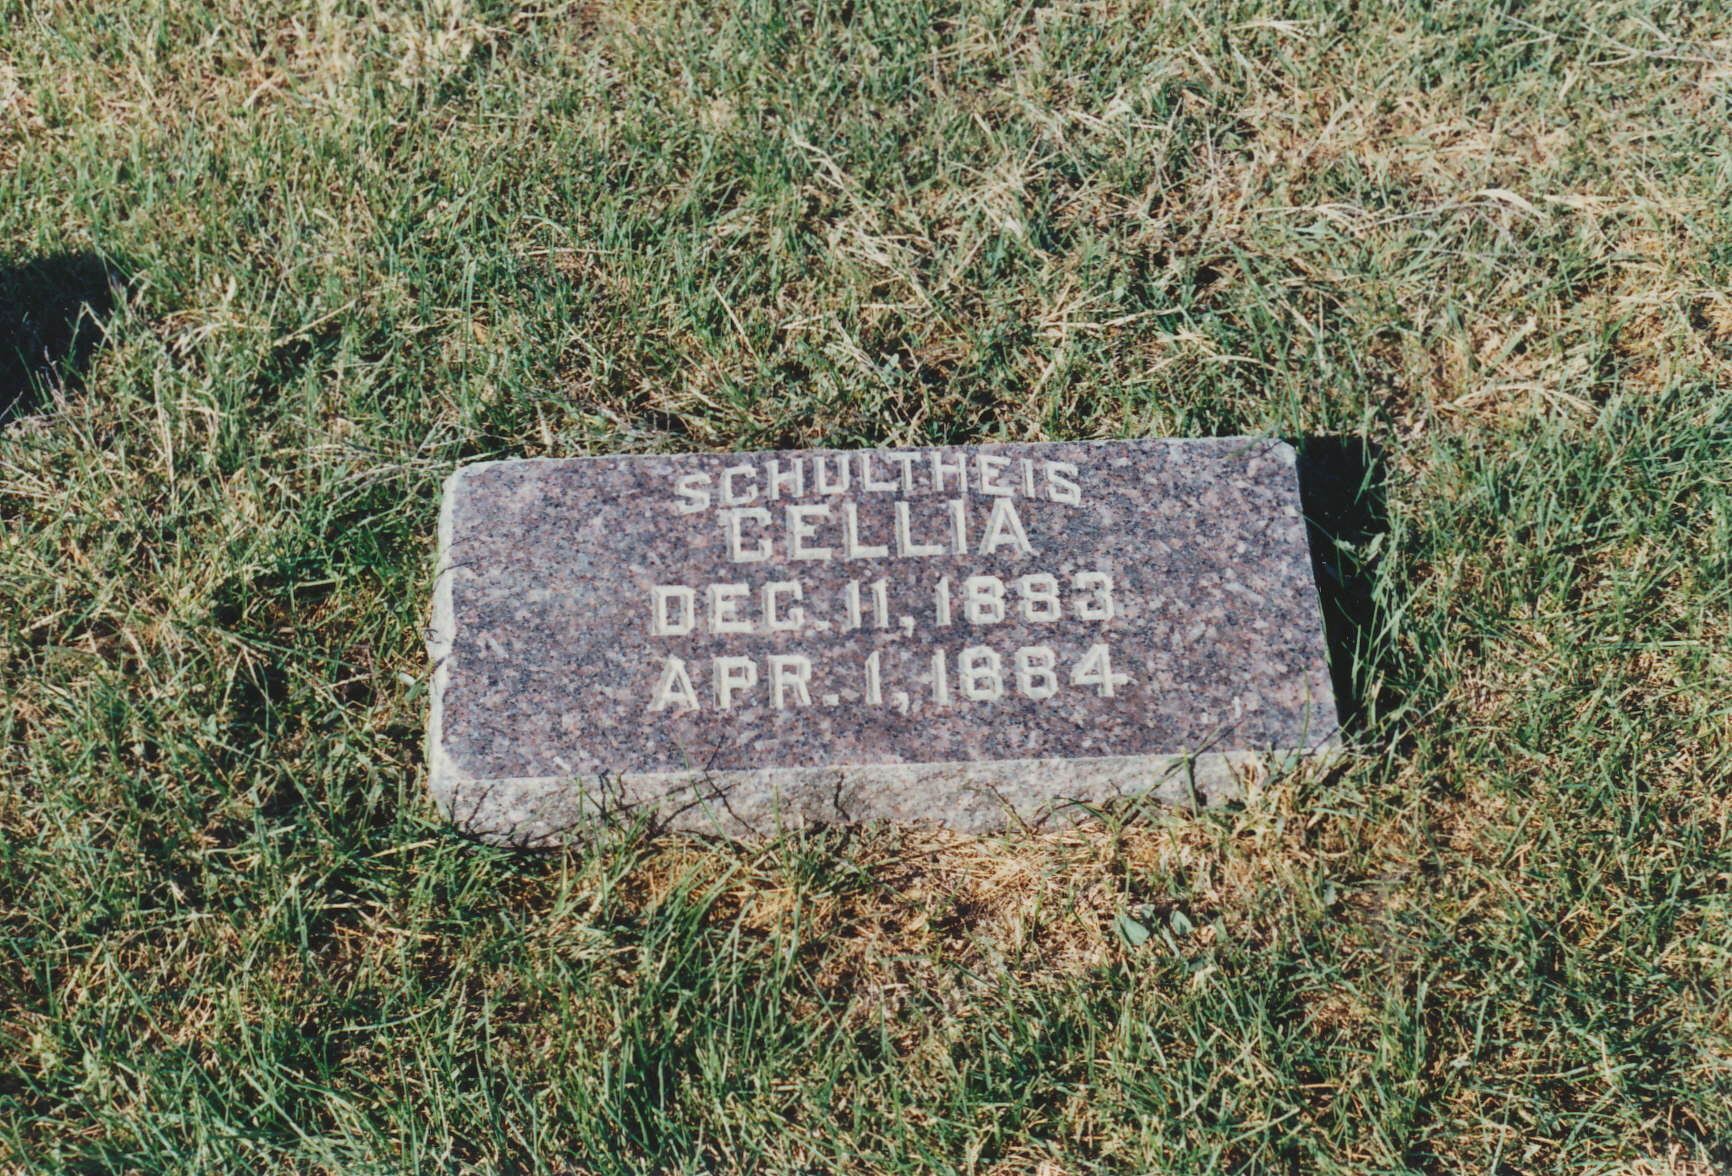 SCHULTHEIS
CELLIA
DEC. 11, 1883
APR. 1, 1884